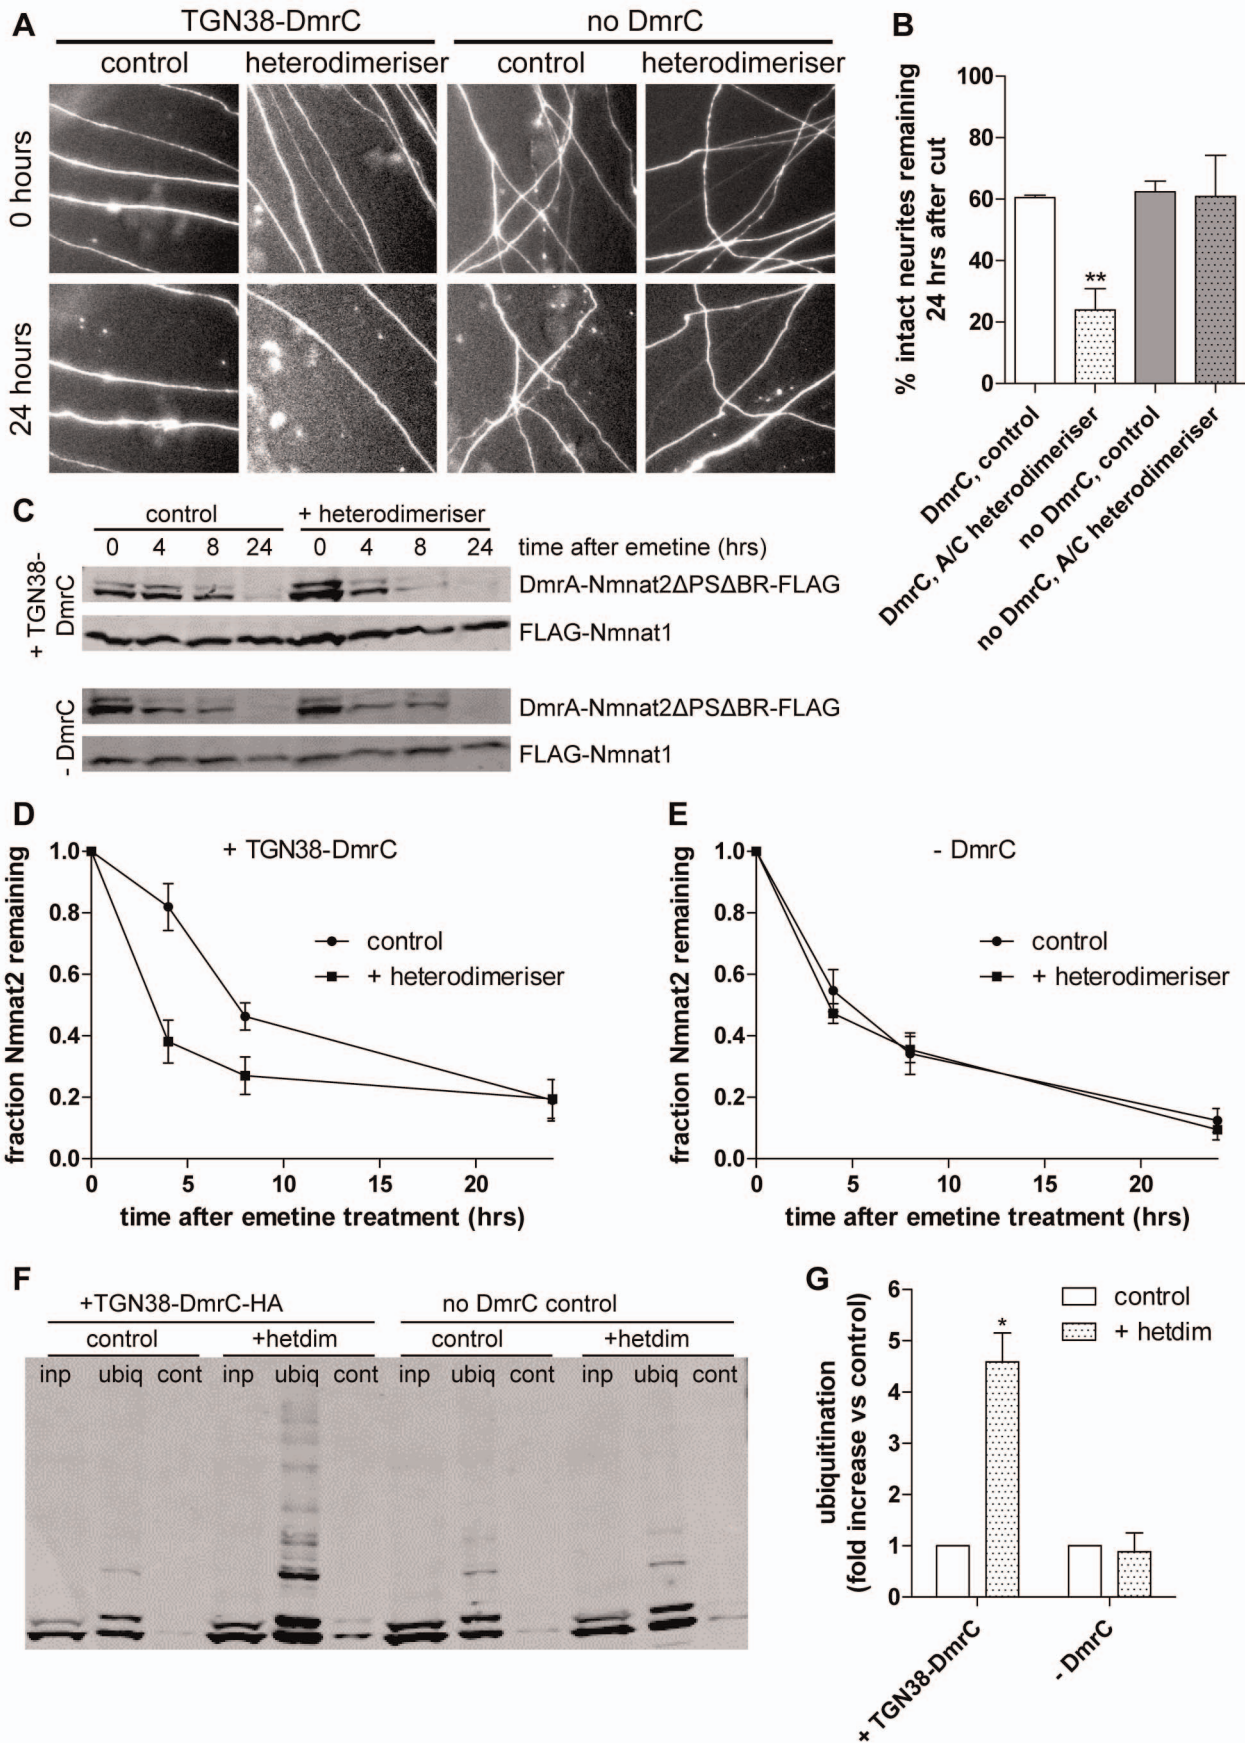 A
TGN38-DmrC
no DmrC
control
heterodimeriser
control
heterodimeriser
0 hours
24 hours
B
% intact neurites remaining
24 hrs after cut
100
80
60
40
20
0
**
DmrC, control
DmrC, A/C heterodimeriser
no DmrC, control
no DmrC, A/C heterodimeriser
C
control
+ heterodimeriser
0 4 8 24 0 4 8 24 time after emetine (hrs)
+ TGN38-
DmrC
DmrA-Nmnat2ΔPSΔBR-FLAG
FLAG-Nmnat1
- DmrC
DmrA-Nmnat2ΔPSΔBR-FLAG
FLAG-Nmnat1
D
+ TGN38-DmrC
fraction Nmnat2 remaining
1.0
0.8
0.6
0.4
0.2
0.0
control
+ heterodimeriser
0 5 10 15 20
time after emetine treatment (hrs)
E
- DmrC
fraction Nmnat2 remaining
1.0
0.8
0.6
0.4
0.2
0.0
control
+ heterodimeriser
0 5 10 15 20
time after emetine treatment (hrs)
F
+TGN38-DmrC-HA
no DmrC control
control +hetdim control +hetdim
inp ubiq cont inp ubiq cont inp ubiq cont inp ubiq cont
G
ubiquitination
(fold increase vs control)
6
5
4
3
2
1
0
*
control
+ hetdim
+ TGN38-DmrC
- DmrC